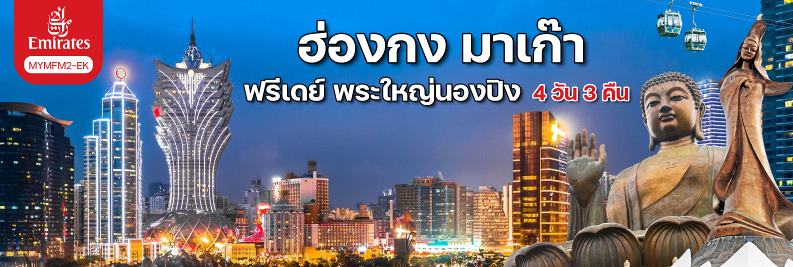 Emirates
MYMFM2-EK
ฮ่องกง มาเก๊า
ฟรีเดย์ พระใหญ่นองปิง 4 วัน 3 คืน